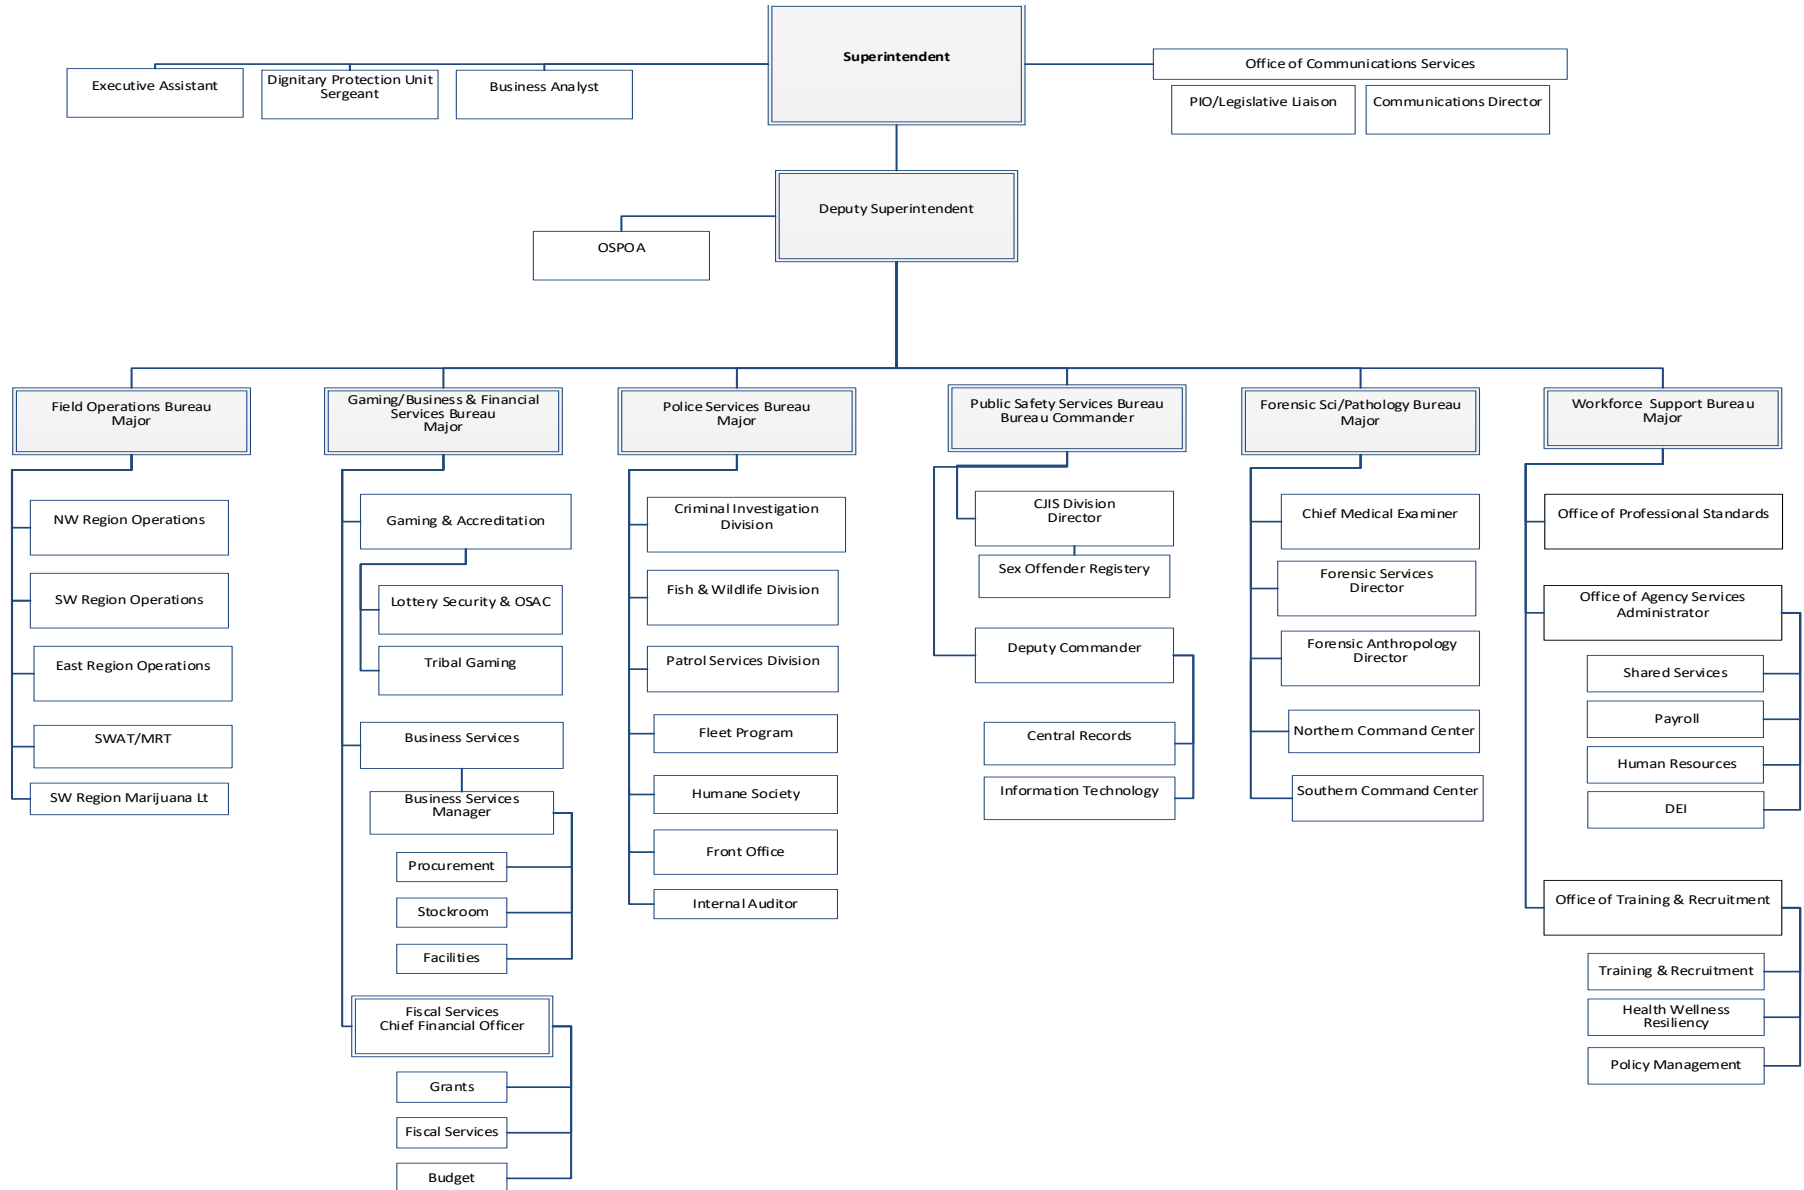 Superintendent
Executive Assistant
Dignitary Protection Unit
Sergeant
Business Analyst
Office of Communications Services
PIO/Legislative Liaison
Communications Director
Deputy Superintendent
OSPOA
Field Operations Bureau
Major
NW Region Operations
SW Region Operations
East Region Operations
SWAT/MRT
SW Region Marijuana Lt
Gaming/Business & Financial
Services Bureau
Major
Gaming & Accreditation
Lottery Security & OSAC
Tribal Gaming
Business Services
Business Services
Manager
Procurement
Stockroom
Facilities
Fiscal Services
Chief Financial Officer
Grants
Fiscal Services
Budget
Police Services Bureau
Major
Criminal Investigation
Division
Fish & Wildlife Division
Patrol Services Division
Fleet Program
Humane Society
Front Office
Internal Auditor
Public Safety Services Bureau
Bureau Commander
CJIS Division
Director
Sex Offender Registery
Deputy Commander
Central Records
Information Technology
Forensic Sci/Pathology Bureau
Major
Chief Medical Examiner
Forensic Services
Director
Forensic Anthropology
Director
Northern Command Center
Southern Command Center
Workforce Support Bureau
Major
Office of Professional Standards
Office of Agency Services
Administrator
Shared Services
Payroll
Human Resources
DEI
Office of Training & Recruitment
Training & Recruitment
Health Wellness
Resiliency
Policy Management